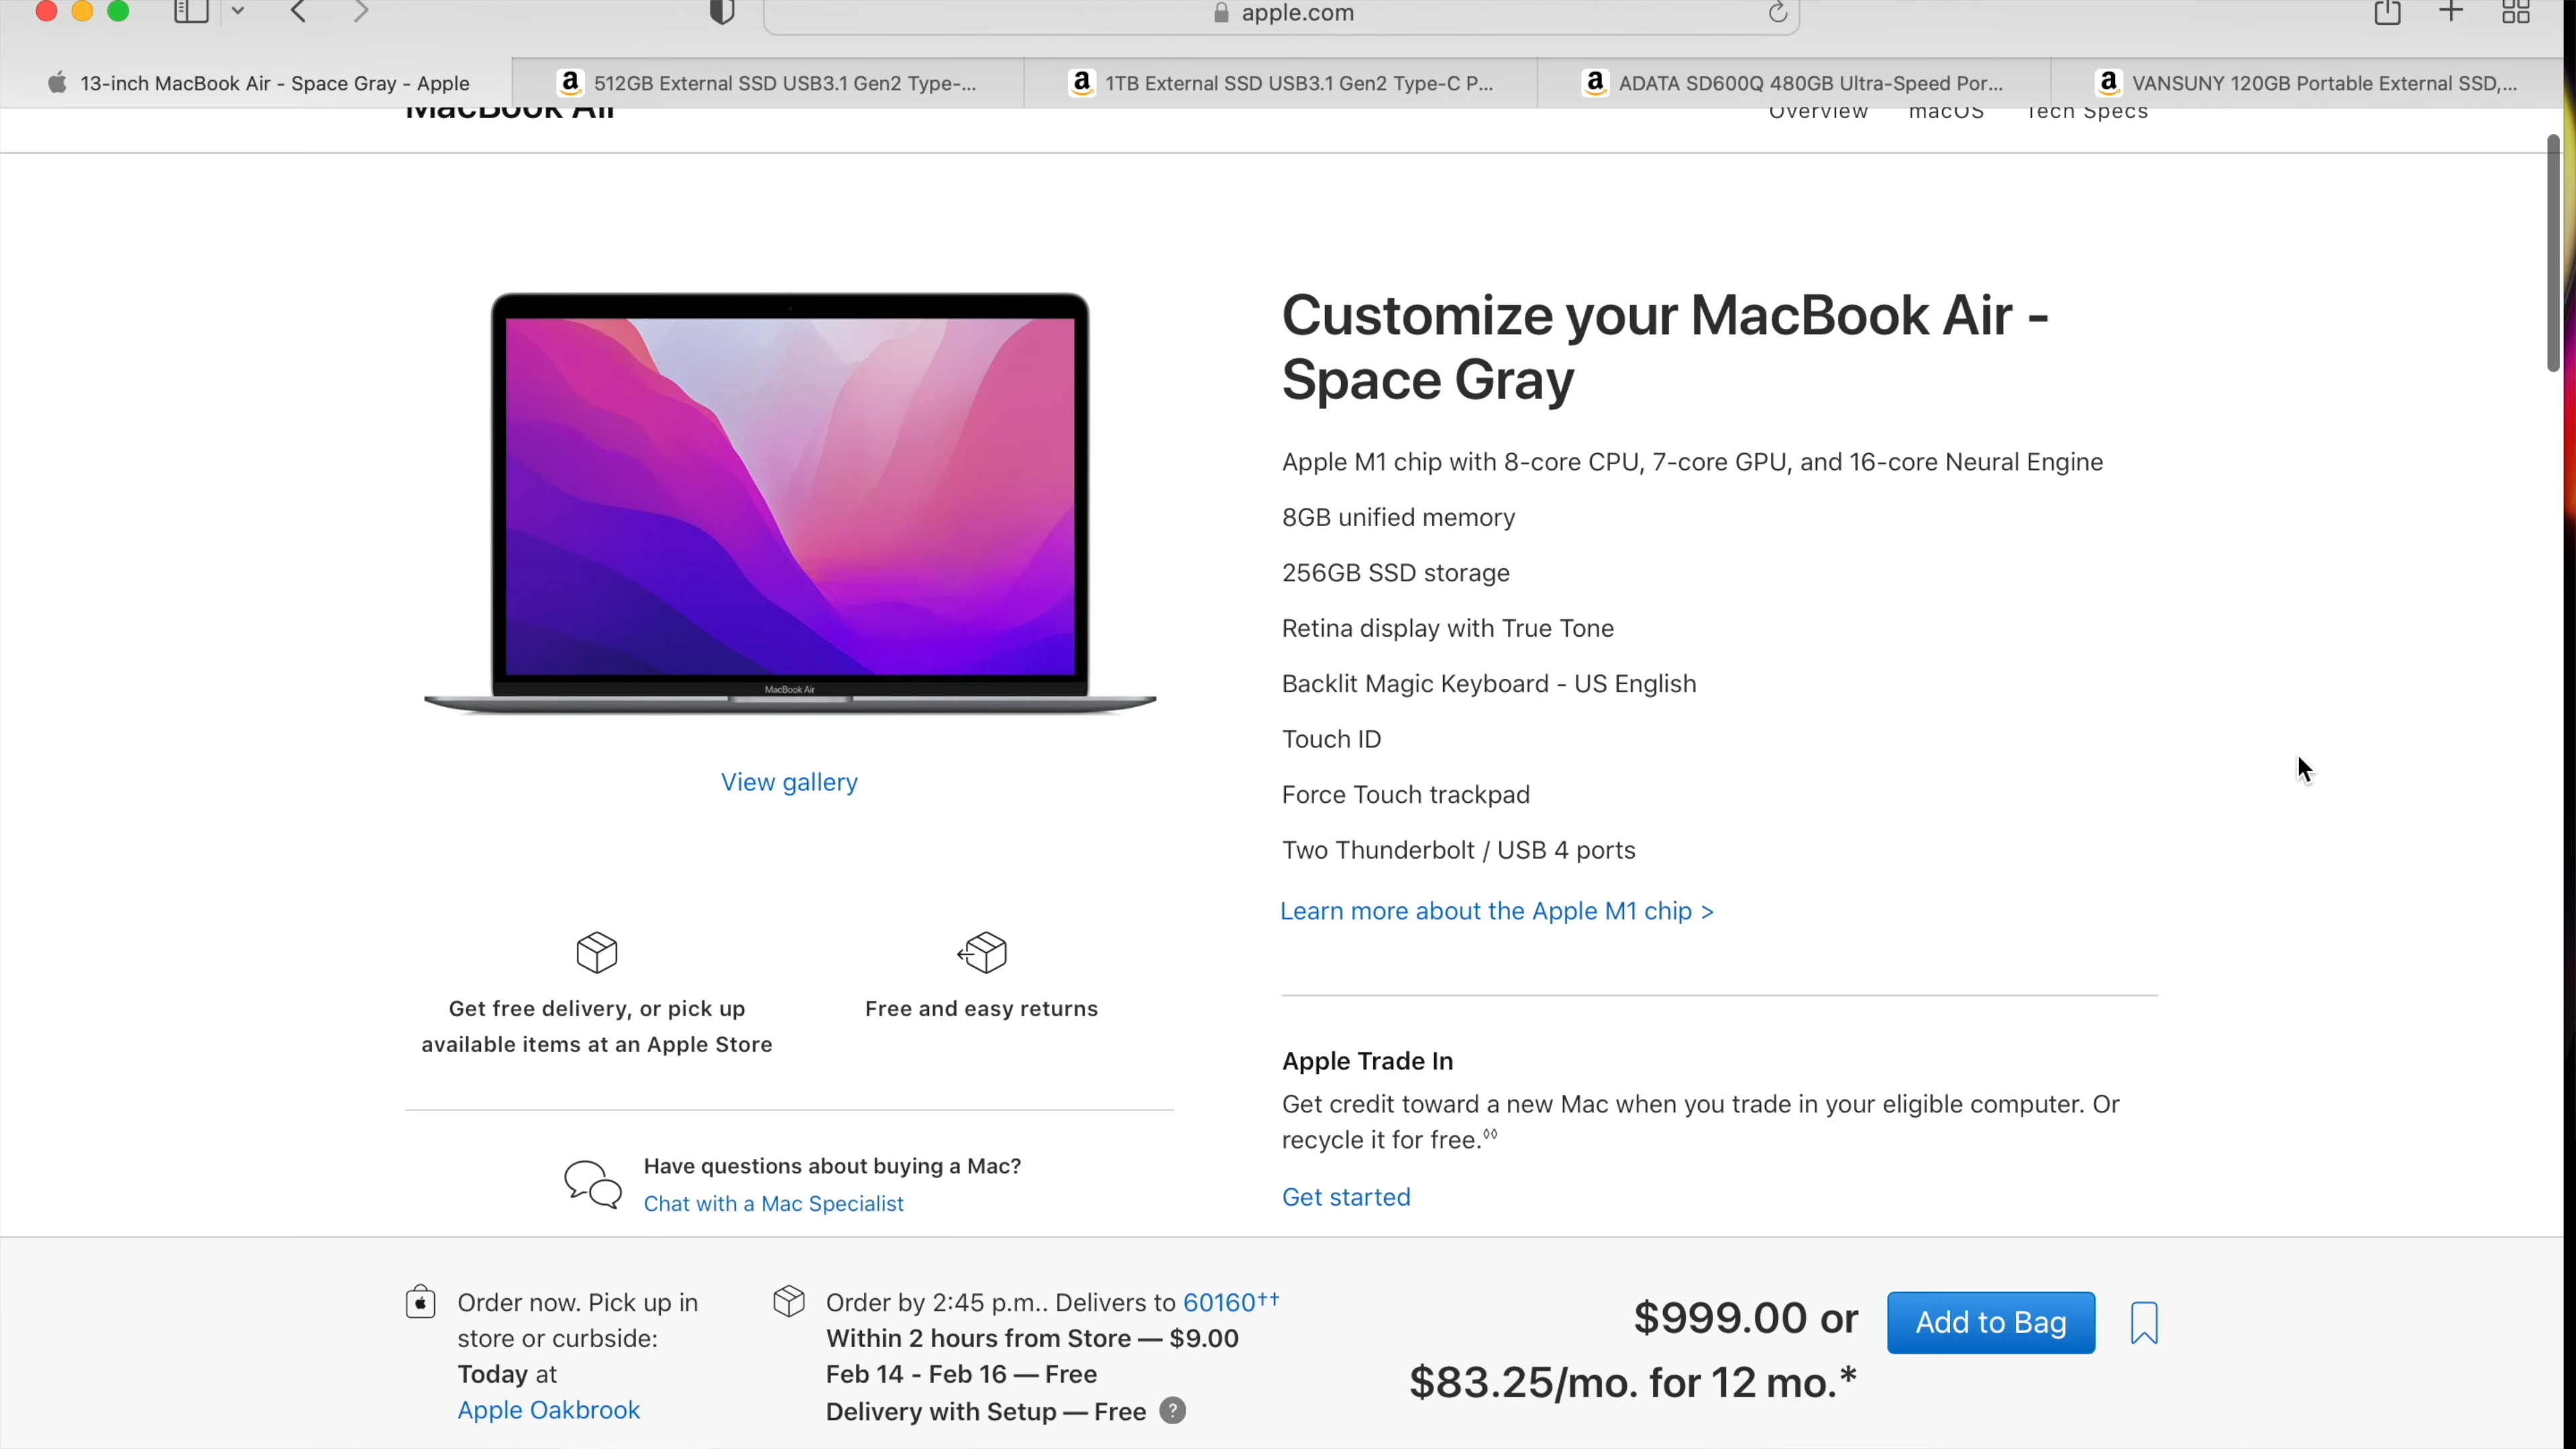 apple.com
13-inch MacBook Air - Space Gray - Apple
a 512GB External SSD USB3.1 Gen2 Type-...
a 1TB External SSD USB3.1 Gen2 Type-C P...
a ADATA SD600Q 480GB Ultra-Speed Por...
a VANSUNY 120GB Portable External SSD,...
MacBook Air
Overview macOS Tech Specs
MacBook Air
View gallery
Get free delivery, or pick up
available items at an Apple Store
Free and easy returns
Have questions about buying a Mac?
Chat with a Mac Specialist
Customize your MacBook Air -
Space Gray
Apple M1 chip with 8-core CPU, 7-core GPU, and 16-core Neural Engine
8GB unified memory
256GB SSD storage
Retina display with True Tone
Backlit Magic Keyboard - US English
Touch ID
Force Touch trackpad
Two Thunderbolt / USB 4 ports
Learn more about the Apple M1 chip >
Apple Trade In
Get credit toward a new Mac when you trade in your eligible computer. Or
recycle it for free.◊◊
Get started
Order now. Pick up in
store or curbside:
Today at
Apple Oakbrook
Order by 2:45 p.m.. Delivers to 60160††
Within 2 hours from Store — $9.00
Feb 14 - Feb 16 — Free
Delivery with Setup — Free ?
$999.00 or
$83.25/mo. for 12 mo.*
Add to Bag